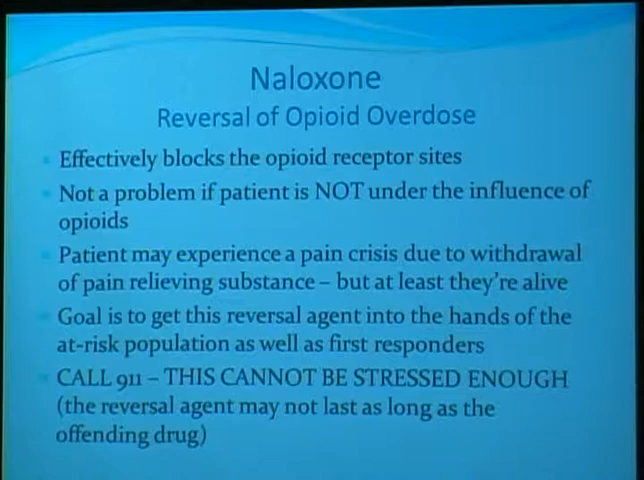 Naloxone
Reversal of Opioid Overdose
Effectively blocks the opioid receptor sites
Not a problem if patient is NOT under the influence of
opioids
Patient may experience a pain crisis due to withdrawal
of pain relieving substance – but at least they're alive
Goal is to get this reversal agent into the hands of the
at-risk population as well as first responders
CALL 911 – THIS CANNOT BE STRESSED ENOUGH
(the reversal agent may not last as long as the
offending drug)